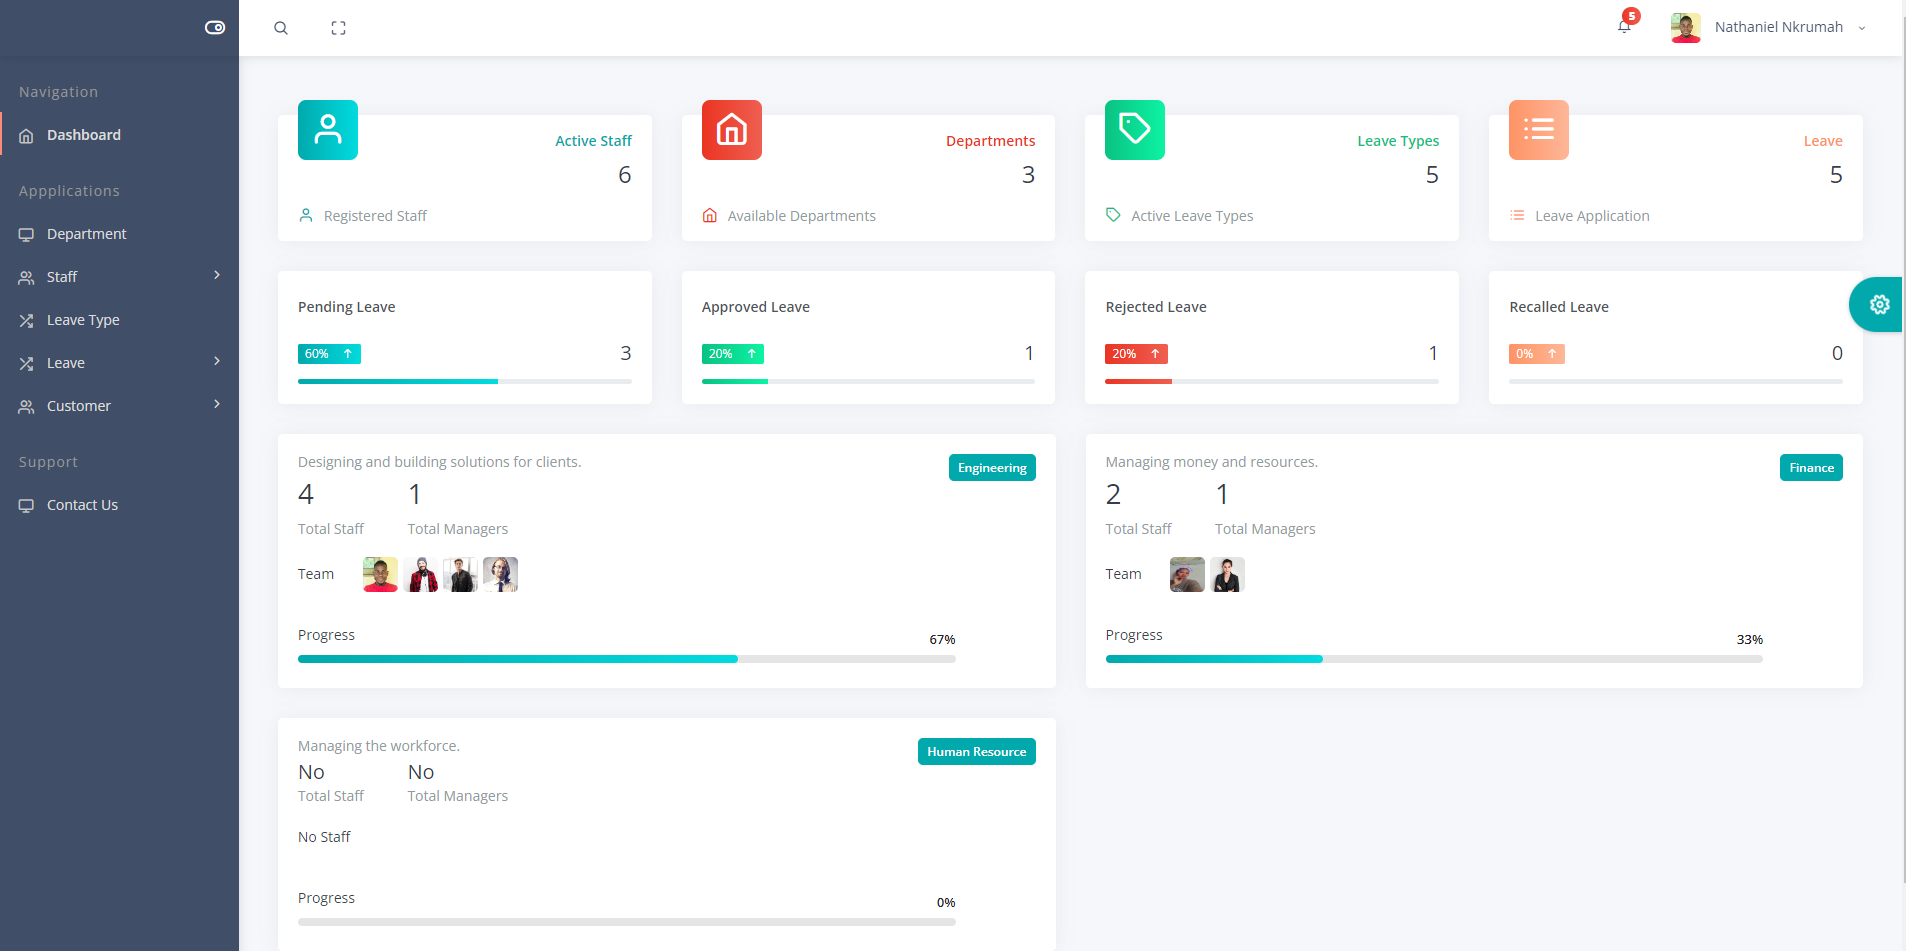 5
Nathaniel Nkrumah
Navigation
Dashboard
Appplications
Department
Staff
Leave Type
Leave
Customer
Support
Contact Us
Active Staff
6
Registered Staff
Departments
3
Available Departments
Leave Types
5
Active Leave Types
Leave
5
Leave Application
Pending Leave
60% 3
Approved Leave
20% 1
Rejected Leave
20% 1
Recalled Leave
0% 0
Designing and building solutions for clients.
Engineering
4 1
Total Staff Total Managers
Team
Progress
67%
Managing money and resources.
Finance
2 1
Total Staff Total Managers
Team
Progress
33%
Managing the workforce.
Human Resource
No No
Total Staff Total Managers
No Staff
Progress
0%